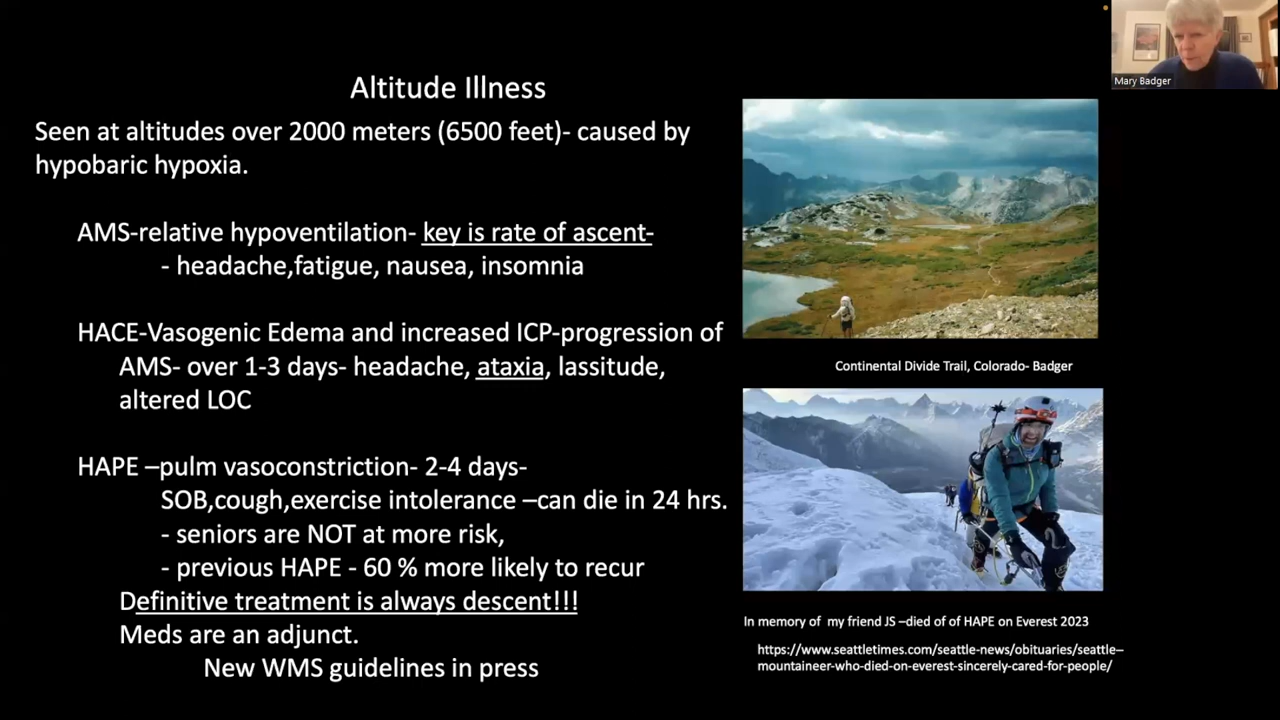 Altitude Illness
Seen at altitudes over 2000 meters (6500 feet)- caused by
hypobaric hypoxia.
AMS-relative hypoventilation- key is rate of ascent-
- headache,fatigue, nausea, insomnia
HACE-Vasogenic Edema and increased ICP-progression of
AMS- over 1-3 days- headache, ataxia, lassitude,
altered LOC
HAPE –pulm vasoconstriction- 2-4 days-
SOB,cough,exercise intolerance –can die in 24 hrs.
- seniors are NOT at more risk,
- previous HAPE - 60 % more likely to recur
Definitive treatment is always descent!!!
Meds are an adjunct.
New WMS guidelines in press
Mary Badger
Continental Divide Trail, Colorado- Badger
In memory of  my friend JS –died of of HAPE on Everest 2023
https://www.seattletimes.com/seattle-news/obituaries/seattle–
mountaineer-who-died-on-everest-sincerely-cared-for-people/